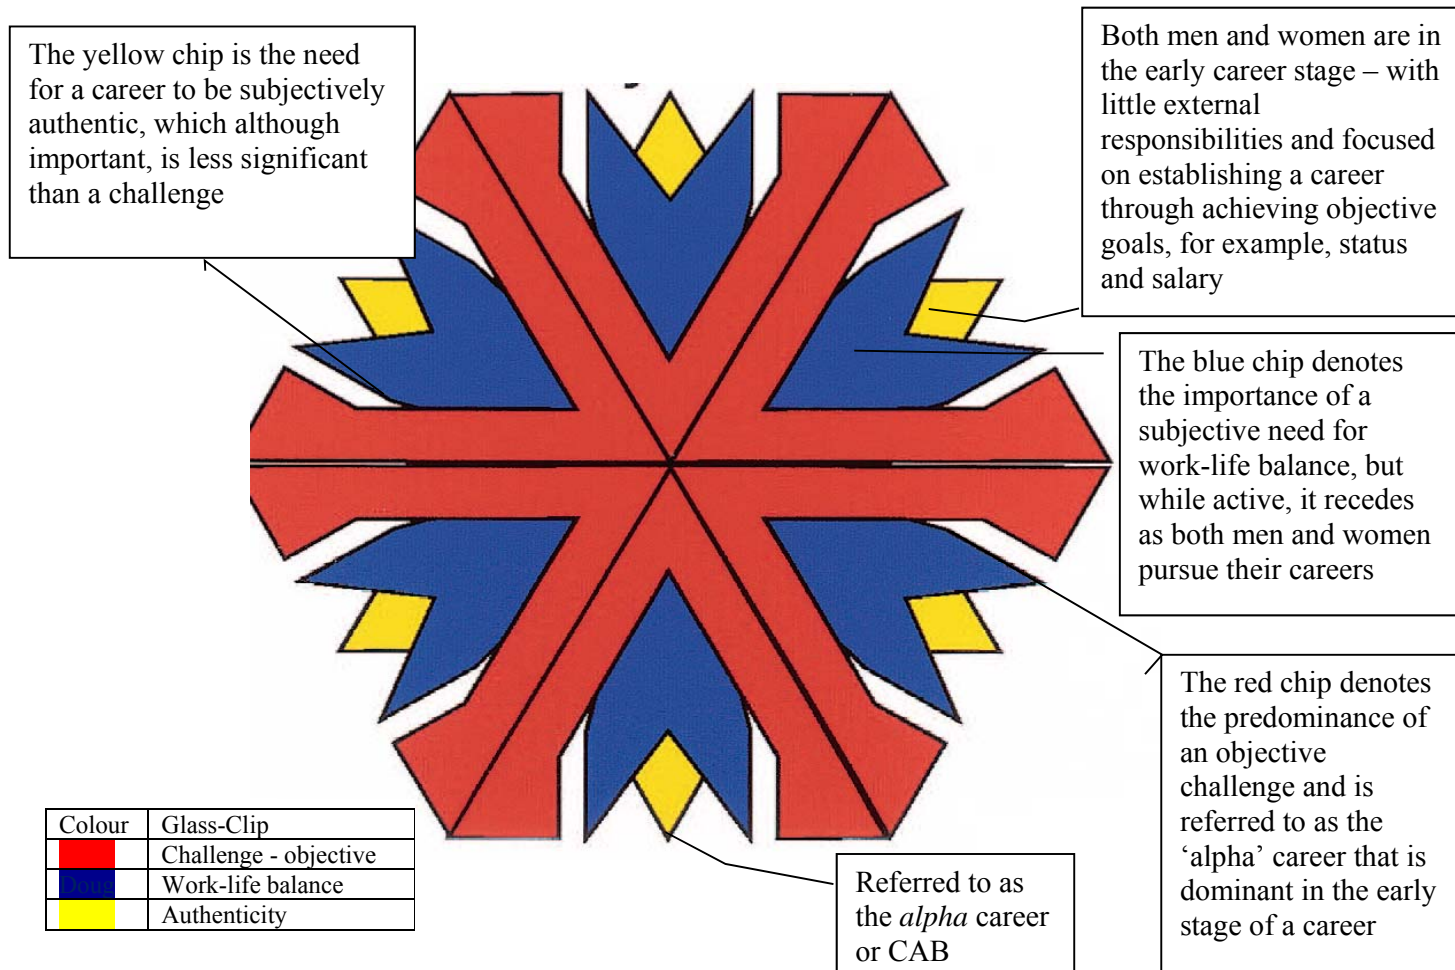 The yellow chip is the need
for a career to be subjectively
authentic, which although
important, is less significant
than a challenge
Both men and women are in
the early career stage – with
little external
responsibilities and focused
on establishing a career
through achieving objective
goals, for example, status
and salary
The blue chip denotes
the importance of a
subjective need for
work-life balance, but
while active, it recedes
as both men and women
pursue their careers
The red chip denotes
the predominance of
an objective
challenge and is
referred to as the
‘alpha’ career that is
dominant in the early
stage of a career
Referred to as
the alpha career
or CAB
Colour Glass-Clip
Challenge - objective
Doug Work-life balance
Authenticity